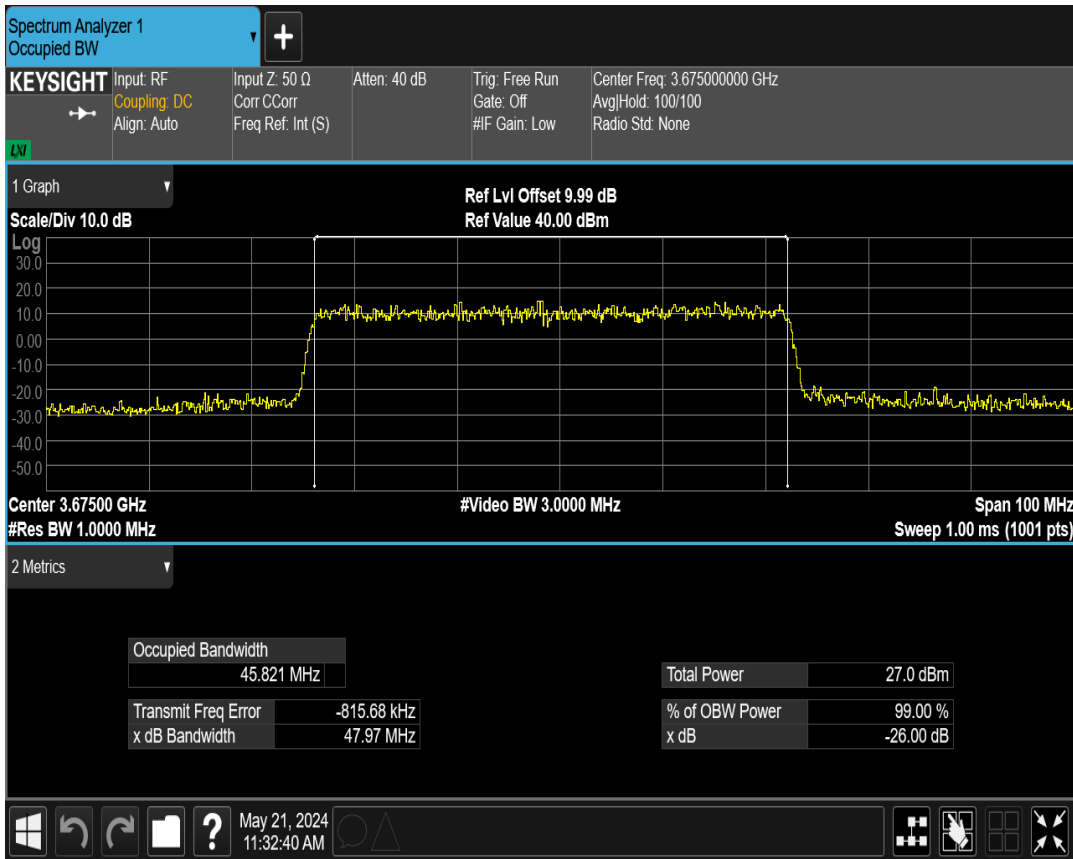 Spectrum Analyzer 1
Occupied BW
+
KEYSIGHT
LXI
Input: RF
Coupling: DC
Align: Auto
Input Z: 50 Ω
Corr CCorr
Freq Ref: Int (S)
Atten: 40 dB
Trig: Free Run
Gate: Off
#IF Gain: Low
Center Freq: 3.675000000 GHz
Avg|Hold: 100/100
Radio Std: None
1 Graph
Scale/Div 10.0 dB
Ref Lvl Offset 9.99 dB
Ref Value 40.00 dBm
Log
30.0
20.0
10.0
0.00
-10.0
-20.0
-30.0
-40.0
-50.0
Center 3.67500 GHz
#Video BW 3.0000 MHz
Span 100 MHz
#Res BW 1.0000 MHz
Sweep 1.00 ms (1001 pts)
2 Metrics
Occupied Bandwidth
45.821 MHz
Total Power 27.0 dBm
Transmit Freq Error -815.68 kHz
% of OBW Power 99.00 %
x dB Bandwidth 47.97 MHz
x dB -26.00 dB
?
May 21, 2024
11:32:40 AM